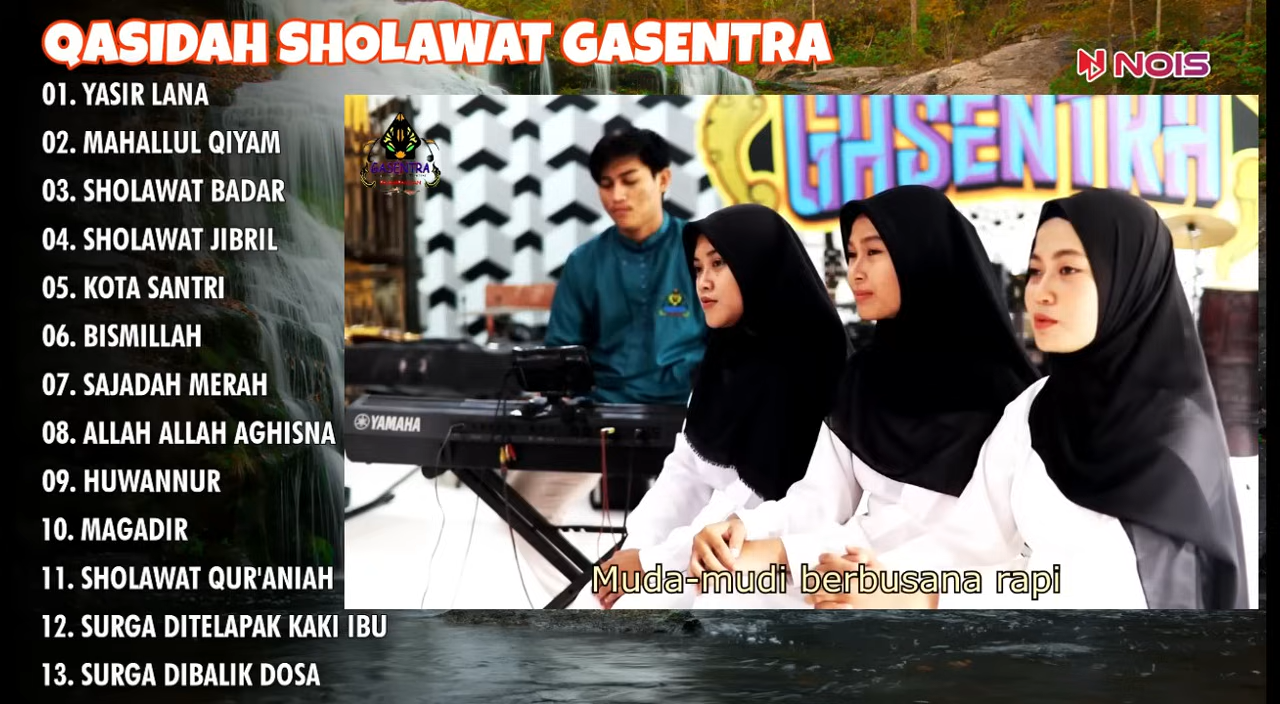 QASIDAH SHOLAWAT GASENTRA
NOIS
01. YASIR LANA
02. MAHALLUL QIYAM
03. SHOLAWAT BADAR
04. SHOLAWAT JIBRIL
05. KOTA SANTRI
06. BISMILLAH
07. SAJADAH MERAH
08. ALLAH ALLAH AGHISNA
09. HUWANNUR
10. MAGADIR
11. SHOLAWAT QUR'ANIAH
12. SURGA DITELAPAK KAKI IBU
13. SURGA DIBALIK DOSA
GASENTRA
GASENTRA
YAMAHA
Muda-mudi berbusana rapi